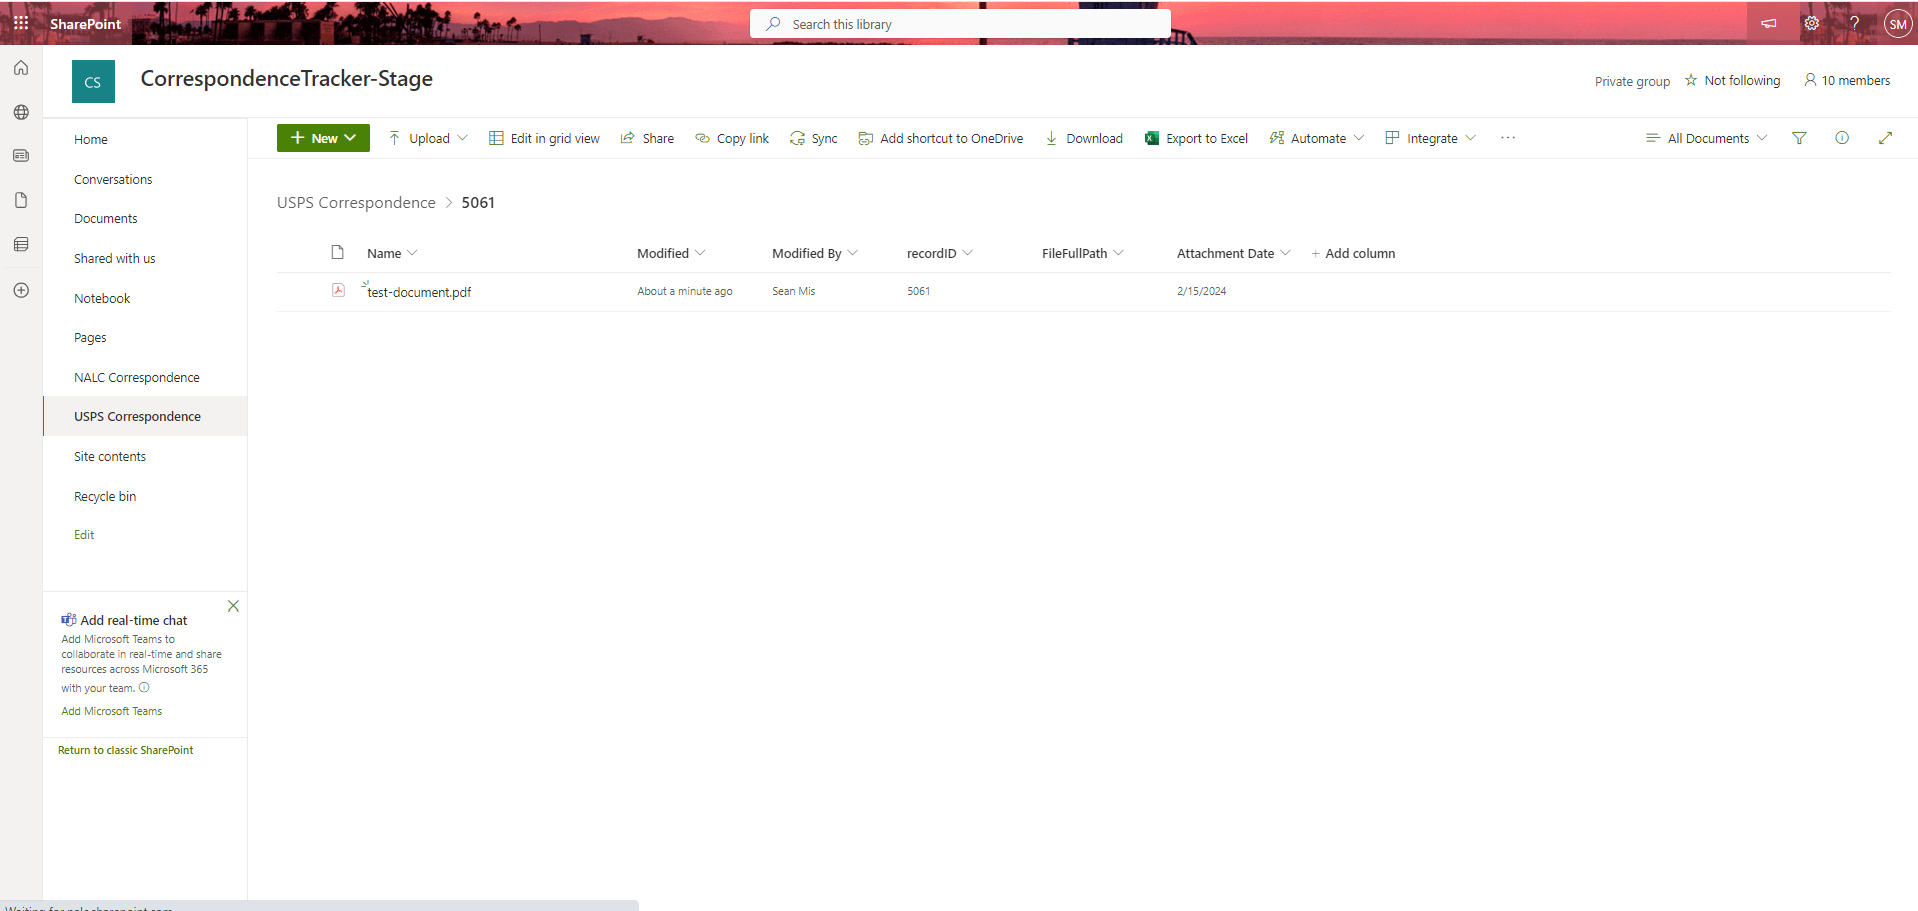 SharePoint
Search this library
SM
CS
CorrespondenceTracker-Stage
Private group
Not following
10 members
Home
Conversations
Documents
Shared with us
Notebook
Pages
NALC Correspondence
USPS Correspondence
Site contents
Recycle bin
Edit
Add real-time chat
Add Microsoft Teams to
collaborate in real-time and share
resources across Microsoft 365
with your team.
Add Microsoft Teams
Return to classic SharePoint
New Upload Edit in grid view Share Copy link Sync Add shortcut to OneDrive Download Export to Excel Automate Integrate ··· All Documents
USPS Correspondence > 5061
Name Modified Modified By recordID FileFullPath Attachment Date + Add column
test-document.pdf About a minute ago Sean Mis 5061 2/15/2024